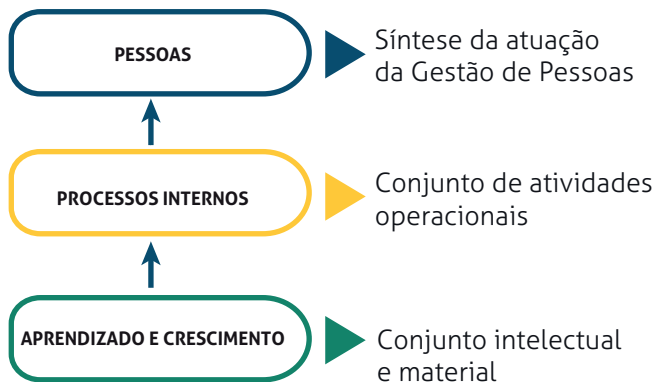 PESSOAS
Síntese da atuação
da Gestão de Pessoas
PROCESSOS INTERNOS
Conjunto de atividades
operacionais
APRENDIZADO E CRESCIMENTO
Conjunto intelectual
e material